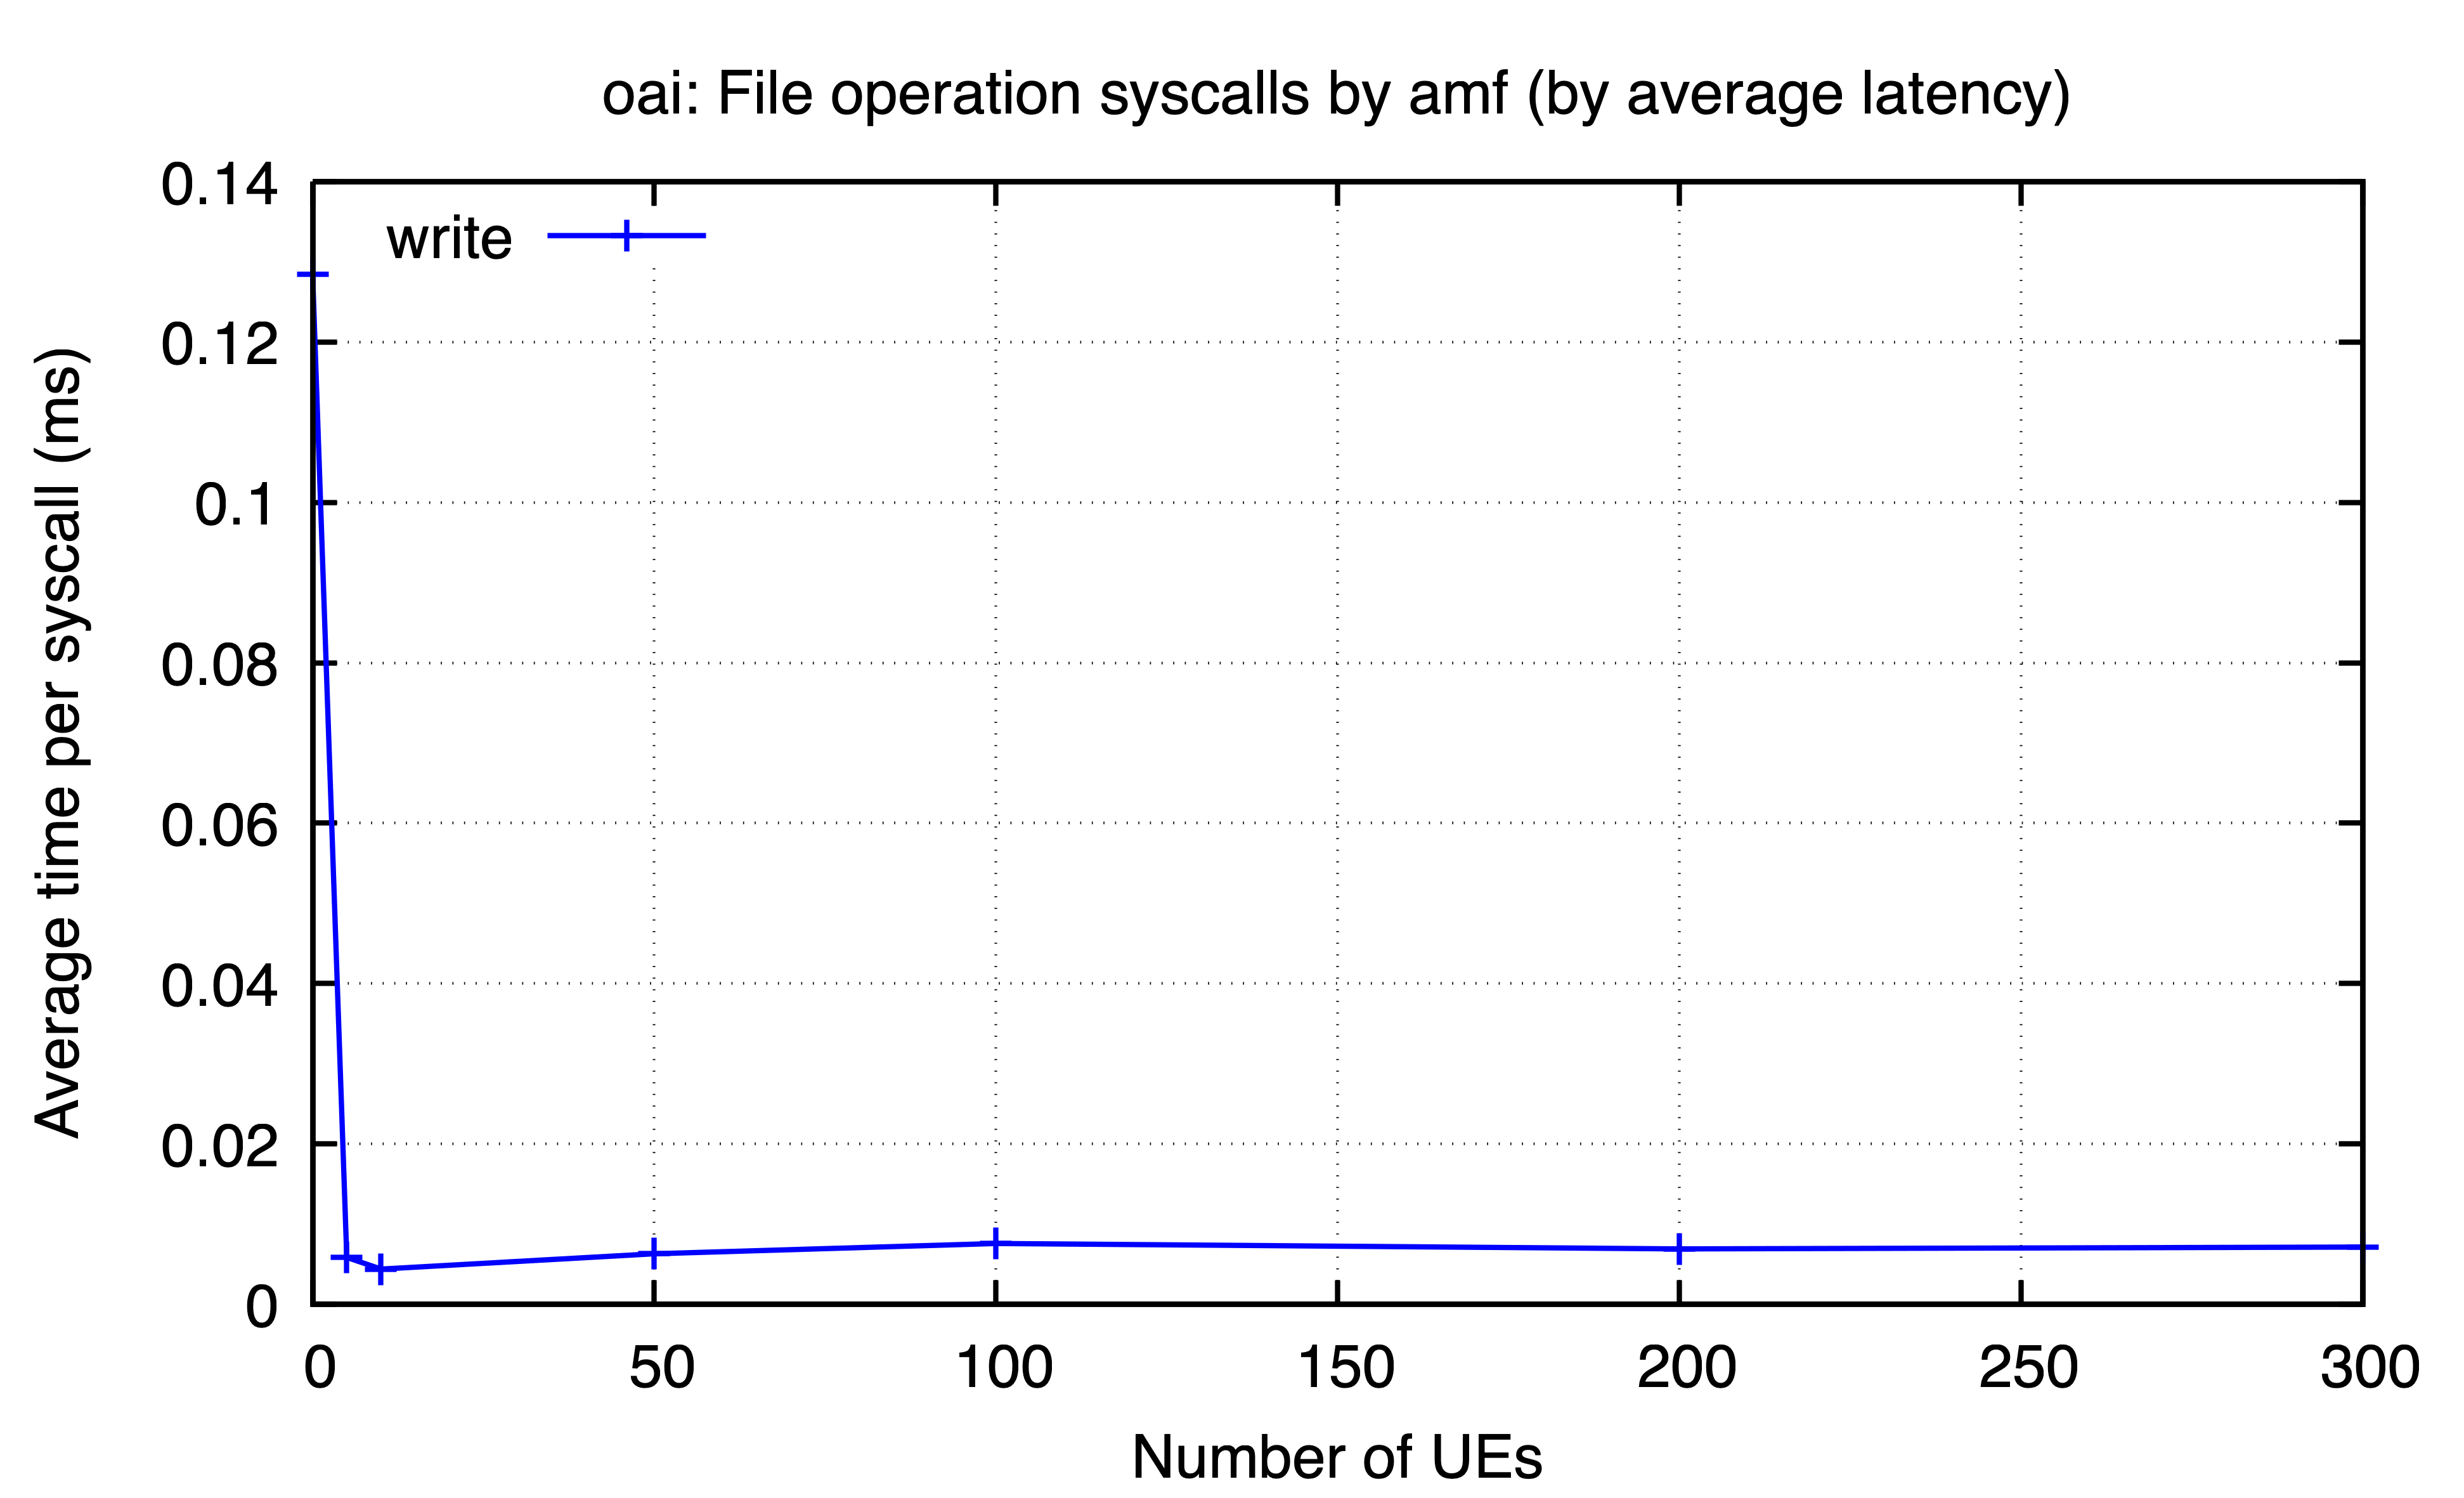 oai: File operation syscalls by amf (by average latency)
write
Average time per syscall (ms)
0.14
0.12
0.1
0.08
0.06
0.04
0.02
0
0 50 100 150 200 250 300
Number of UEs